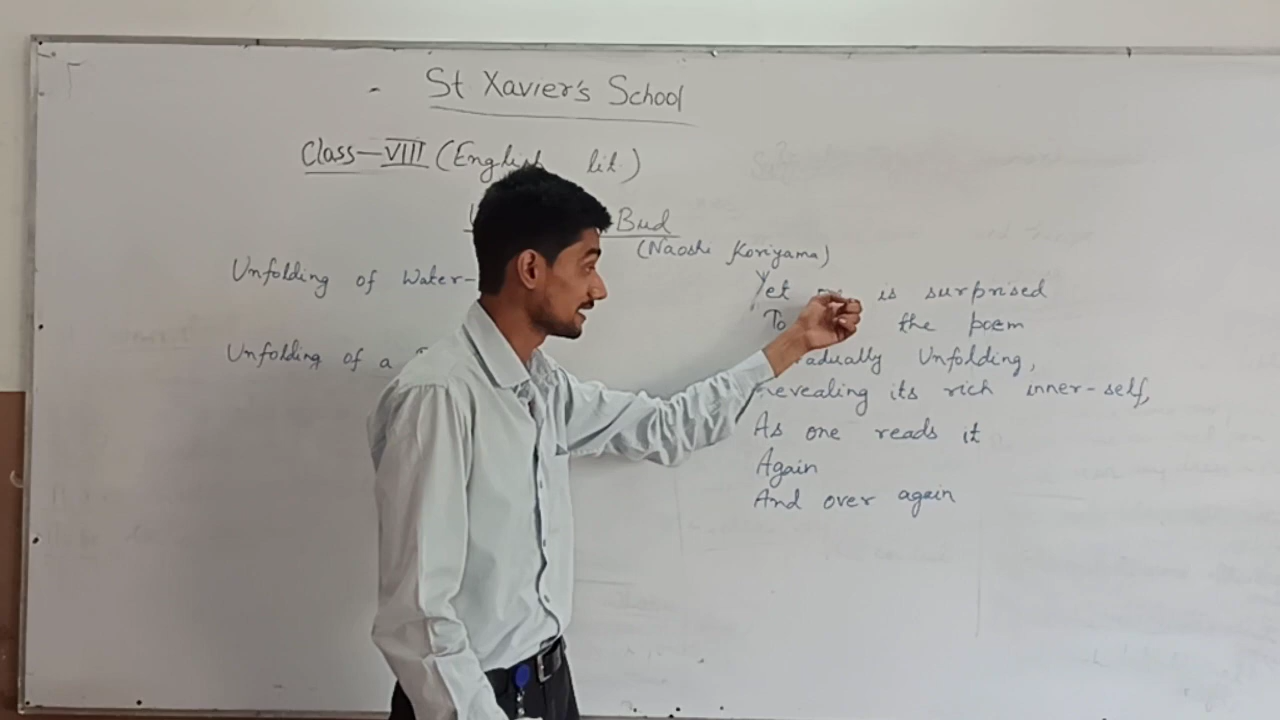 St Xavier's School
Class-VIII (English lit.)
Bud
(Naoshi Koriyama)
Unfolding of Water-
Unfolding of a
Yet is surprised
To the poem
gradually Unfolding,
revealing its rich inner-self,
As one reads it
Again
And over again